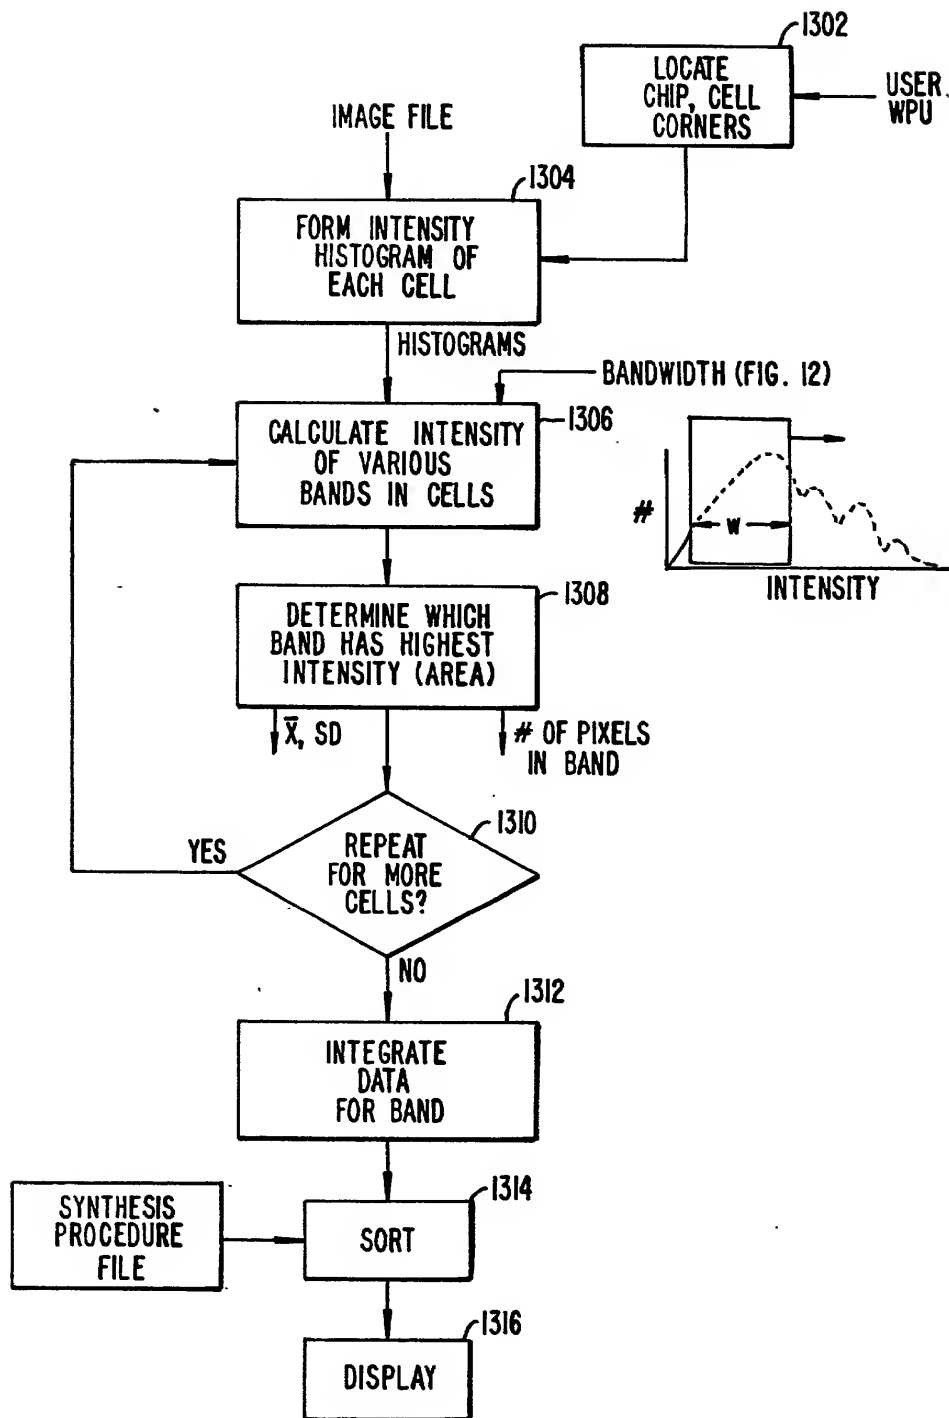 1302
LOCATE
CHIP, CELL
CORNERS
USER
WPU
IMAGE FILE
1304
FORM INTENSITY
HISTOGRAM OF
EACH CELL
HISTOGRAMS
BANDWIDTH (FIG. 12)
1306
CALCULATE INTENSITY
OF VARIOUS
BANDS IN CELLS
#
W
INTENSITY
1308
DETERMINE WHICH
BAND HAS HIGHEST
INTENSITY (AREA)
X̅, SD
# OF PIXELS
IN BAND
1310
REPEAT
FOR MORE
CELLS?
YES
NO
1312
INTEGRATE
DATA
FOR BAND
1314
SORT
SYNTHESIS
PROCEDURE
FILE
1316
DISPLAY